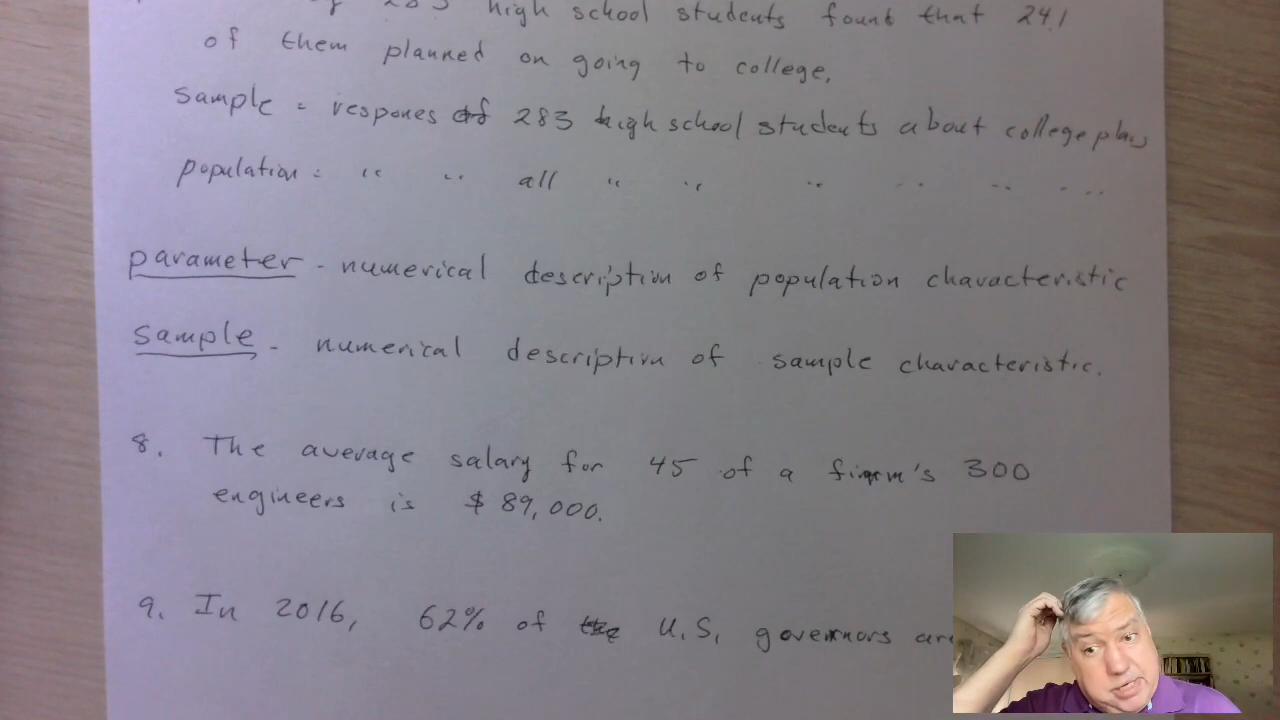 high school students found that 241
of them planned on going to college.
sample = respones of 283 high school students about college plans
population = " " all " " " " " "
parameter - numerical description of population characteristic
sample - numerical description of sample characteristic.
8. The average salary for 45 of a firm's 300
engineers is $ 89,000.
9. In 2016, 62% of the U.S. governors are